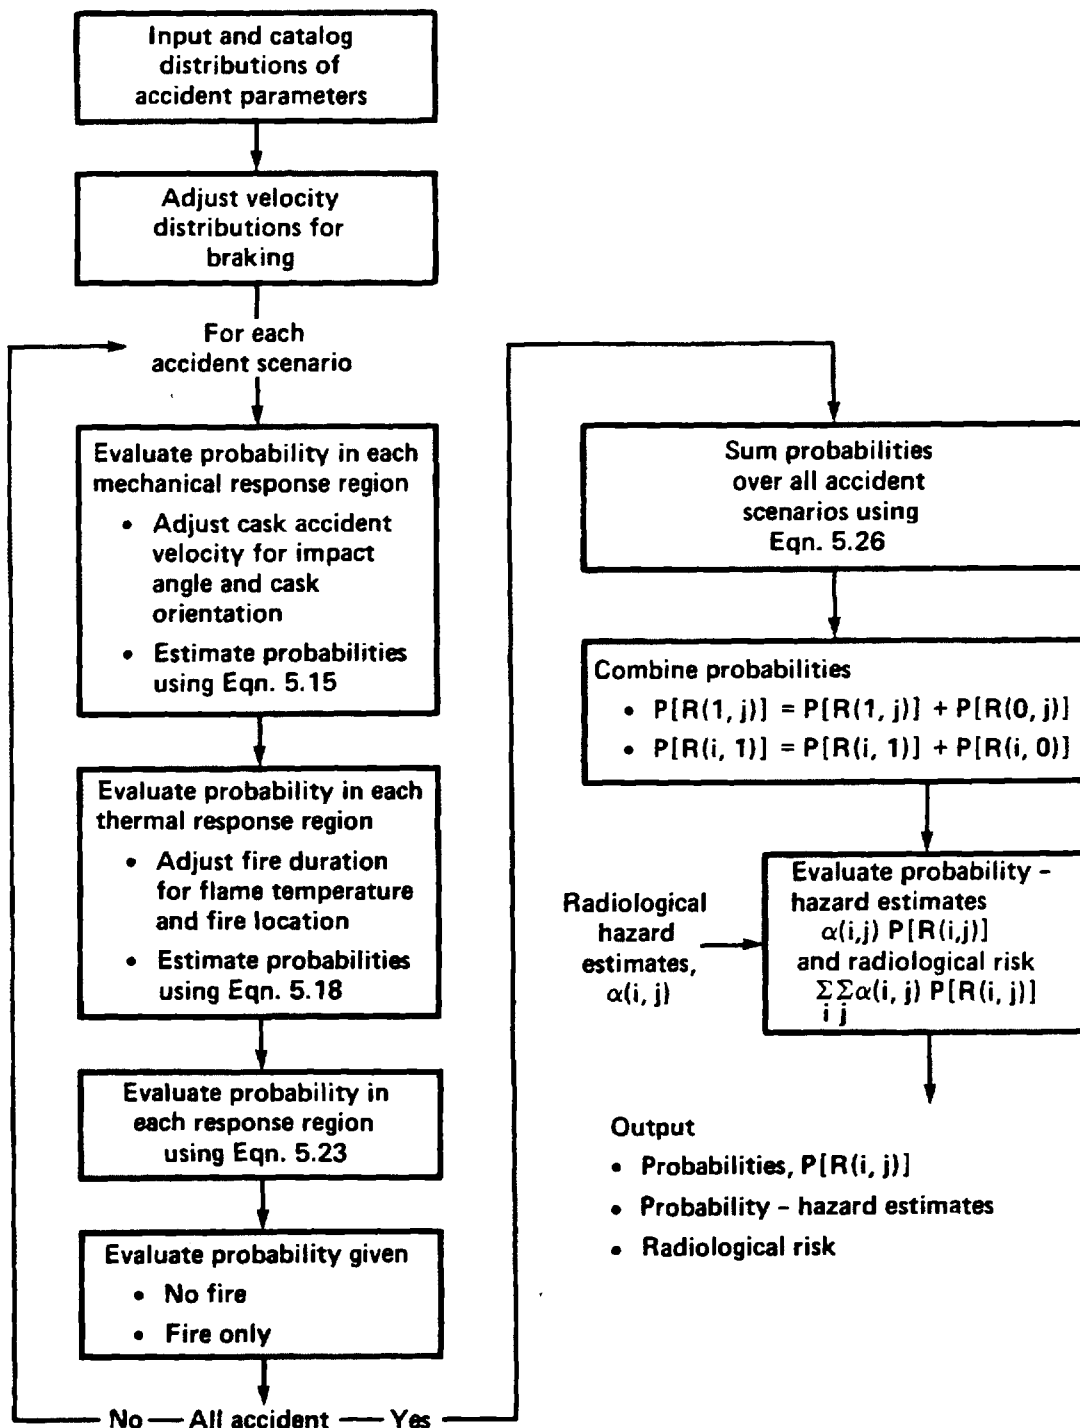 Input and catalog
distributions of
accident parameters
Adjust velocity
distributions for
braking
For each
accident scenario
Evaluate probability in each
mechanical response region
• Adjust cask accident
velocity for impact
angle and cask
orientation
• Estimate probabilities
using Eqn. 5.15
Evaluate probability in each
thermal response region
• Adjust fire duration
for flame temperature
and fire location
• Estimate probabilities
using Eqn. 5.18
Evaluate probability in
each response region
using Eqn. 5.23
Evaluate probability given
• No fire
• Fire only
No — All accident — Yes
Sum probabilities
over all accident
scenarios using
Eqn. 5.26
Combine probabilities
• P[R(1, j)] = P[R(1, j)] + P[R(0, j)]
• P[R(i, 1)] = P[R(i, 1)] + P[R(i, 0)]
Radiological
hazard
estimates,
α(i, j)
Evaluate probability –
hazard estimates
α(i,j) P[R(i,j)]
and radiological risk
Σ Σ α(i, j) P[R(i, j)]
i j
Output
• Probabilities, P[R(i, j)]
• Probability – hazard estimates
• Radiological risk